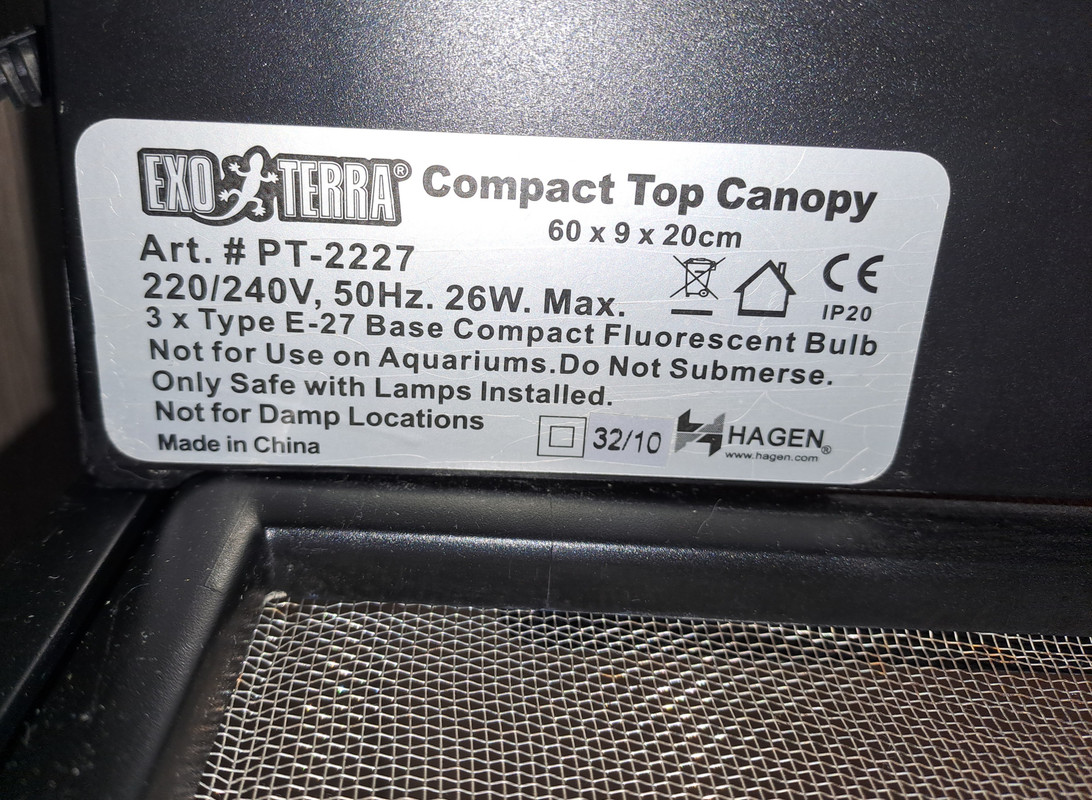 EXO TERRA® Compact Top Canopy
60 x 9 x 20cm
Art. # PT-2227
220/240V, 50Hz. 26W. Max.
CE
IP20
3 x Type E-27 Base Compact Fluorescent Bulb
Not for Use on Aquariums.Do Not Submerse.
Only Safe with Lamps Installed.
Not for Damp Locations
Made in China
32/10
HAGEN®
www.hagen.com